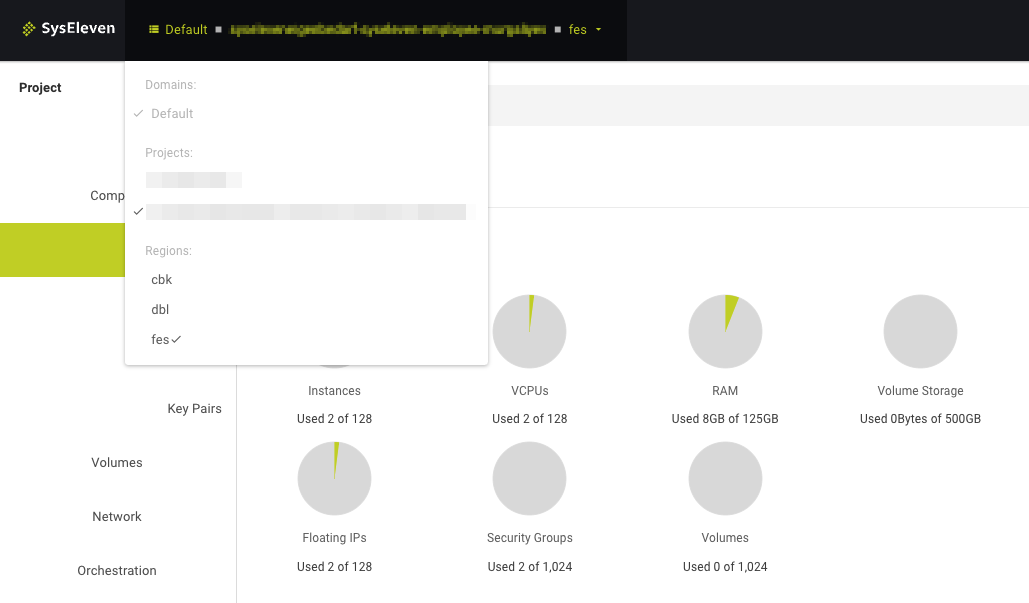 SysEleven
Default
fes
Project
Domains:
Default
Projects:
Comp
Regions:
cbk
dbl
fes
Instances
VCPUs
RAM
Volume Storage
Used 2 of 128
Used 2 of 128
Used 8GB of 125GB
Used 0Bytes of 500GB
Key Pairs
Volumes
Network
Orchestration
Floating IPs
Security Groups
Volumes
Used 2 of 128
Used 2 of 1,024
Used 0 of 1,024